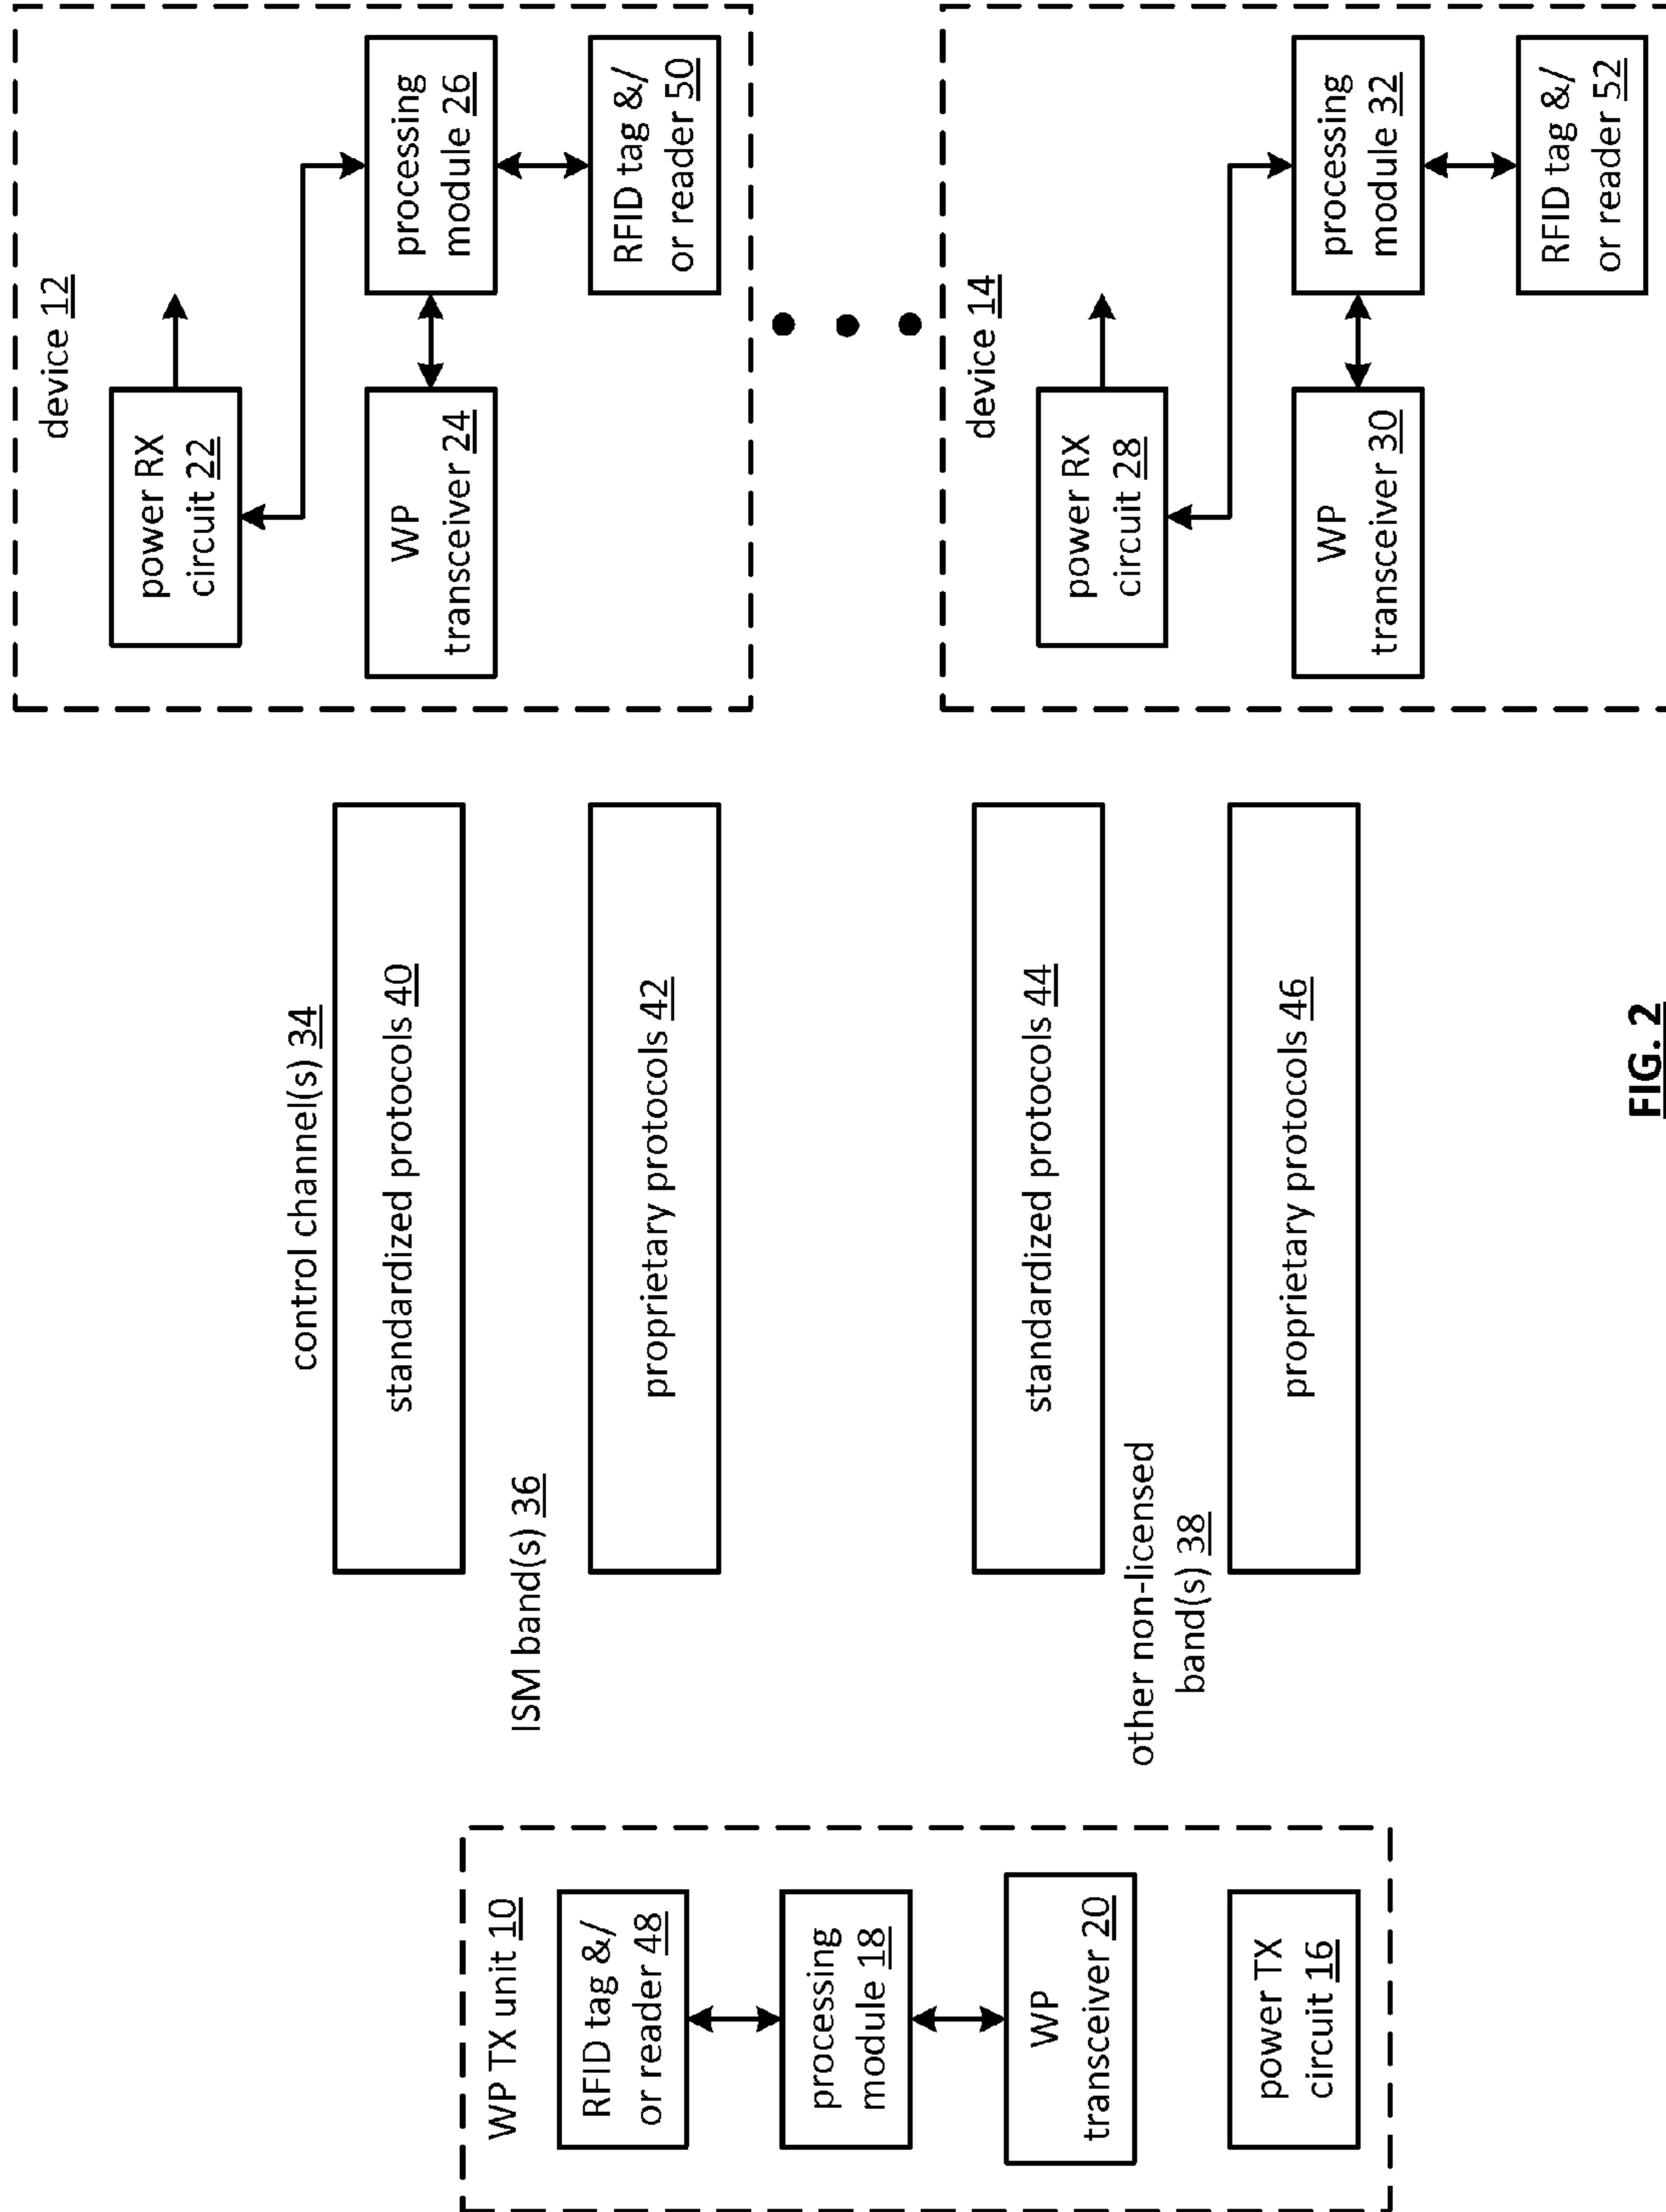 WP TX unit 10
RFID tag &/
or reader 48
processing
module 18
WP
transceiver 20
power TX
circuit 16
control channel(s) 34
standardized protocols 40
ISM band(s) 36
proprietary protocols 42
standardized protocols 44
other non-licensed
band(s) 38
proprietary protocols 46
device 12
power RX
circuit 22
WP
transceiver 24
processing
module 26
RFID tag &/
or reader 50
device 14
power RX
circuit 28
WP
transceiver 30
processing
module 32
RFID tag &/
or reader 52
FIG. 2